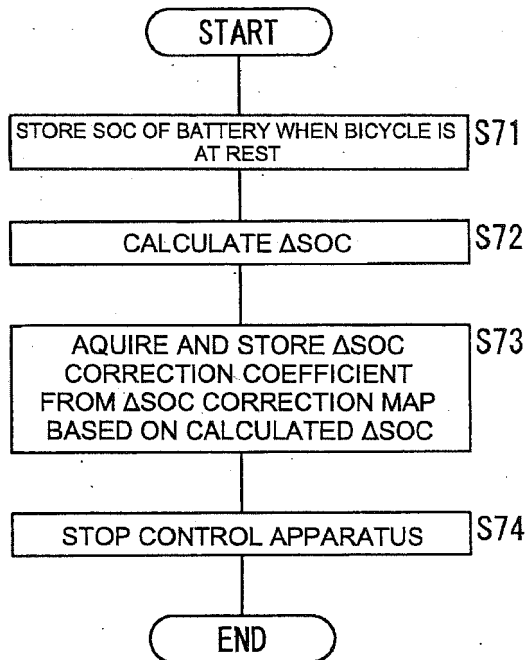 START
STORE SOC OF BATTERY WHEN BICYCLE IS
AT REST
S71
CALCULATE ΔSOC
S72
AQUIRE AND STORE ΔSOC
CORRECTION COEFFICIENT
FROM ΔSOC CORRECTION MAP
BASED ON CALCULATED ΔSOC
S73
STOP CONTROL APPARATUS
S74
END